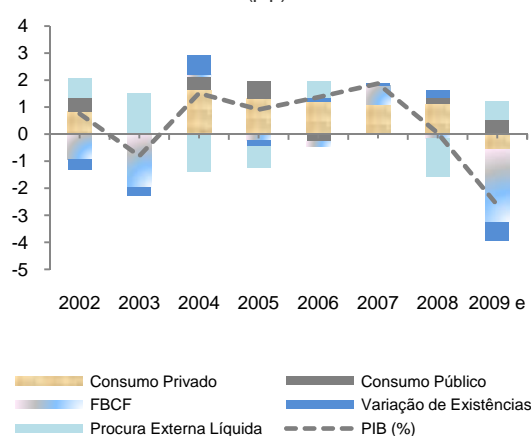 4
3
2
1
0
-1
-2
-3
-4
-5
2002 2003 2004 2005 2006 2007 2008 2009 e
Consumo Privado Consumo Público
FBCF Variação de Existências
Procura Externa Líquida PIB (%)